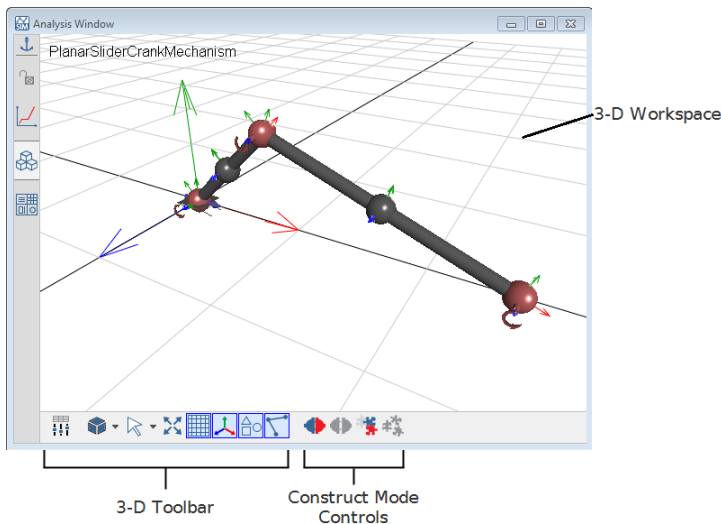 Analysis Window
PlanarSliderCrankMechanism
3-D Workspace
3-D Toolbar
Construct Mode
Controls